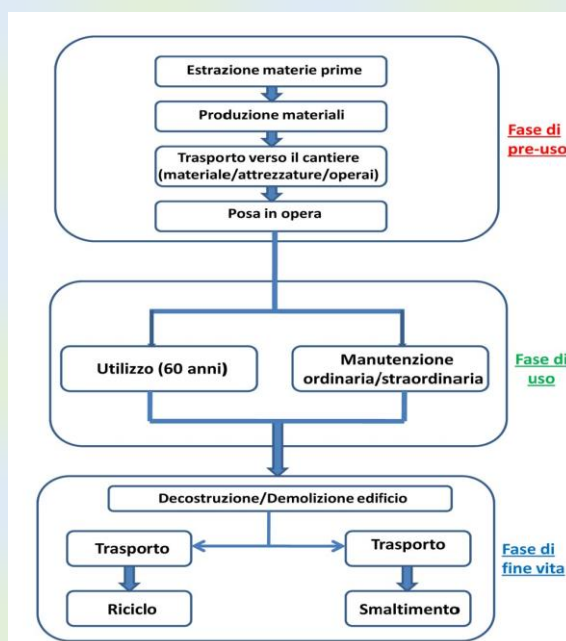 Estrazione materie prime
Produzione materiali
Trasporto verso il cantiere
(materiale/attrezzature/operai)
Posa in opera
Fase di
pre-uso
Utilizzo (60 anni)
Manutenzione
ordinaria/straordinaria
Fase di
uso
Decostruzione/Demolizione edificio
Trasporto
Trasporto
Riciclo
Smaltimento
Fase di
fine vita